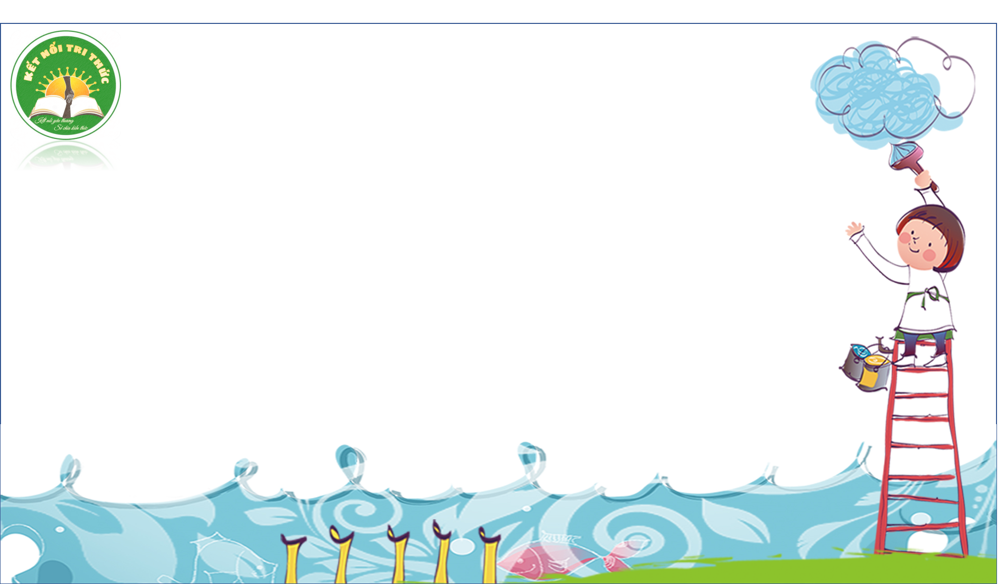 KẾT NỐI TRI THỨC
Kết nối yêu thương
Sẻ chia kiến thức